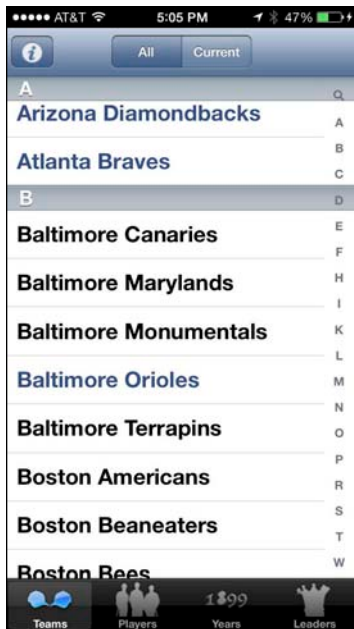 AT&T 5:05 PM 47%
i All Current
A
Arizona Diamondbacks
Atlanta Braves
B
Baltimore Canaries
Baltimore Marylands
Baltimore Monumentals
Baltimore Orioles
Baltimore Terrapins
Boston Americans
Boston Beaneaters
Boston Bees
A
B
C
D
E
F
H
I
K
L
M
N
O
P
R
S
T
W
1899
Teams Players Years Leaders